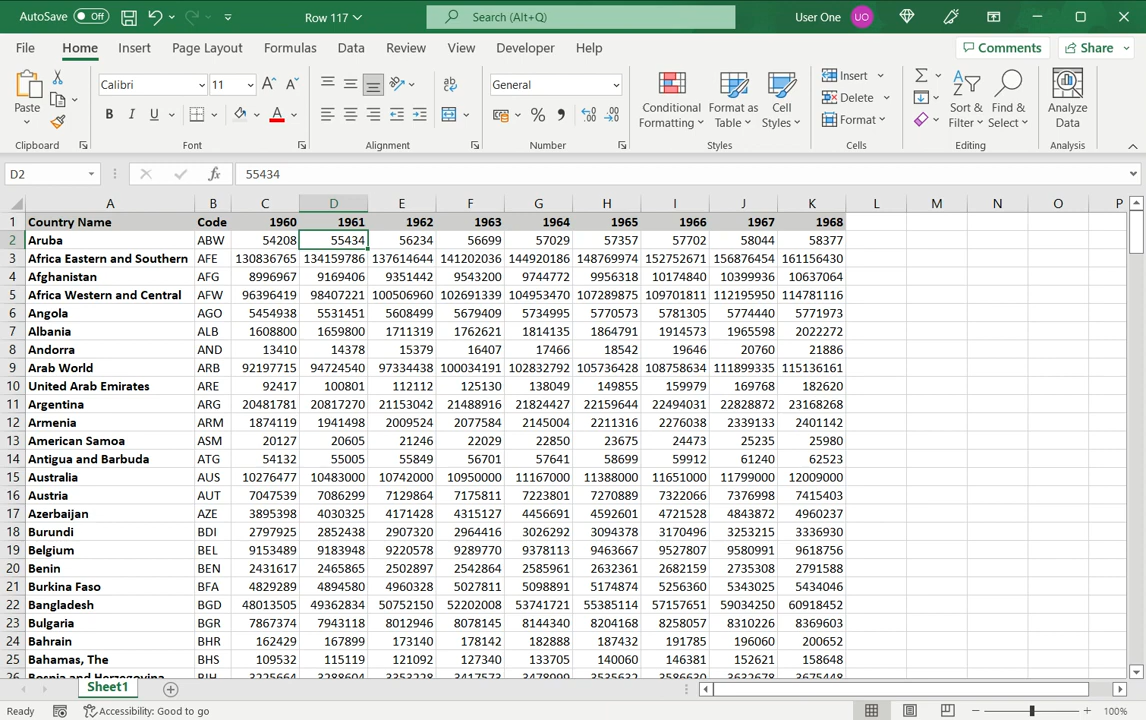 AutoSave Off Row 117 Search (Alt+Q) User One UO
File Home Insert Page Layout Formulas Data Review View Developer Help Comments Share
Calibri 11 General Insert
Paste Conditional Formatting Format as Table Cell Styles Delete Sort & Filter Find & Select Analyze Data
B I U Format
Clipboard Font Alignment Number Styles Cells Editing Analysis
D2 fx 55434
A B C D E F G H I J K L M N O P
1 Country Name Code 1960 1961 1962 1963 1964 1965 1966 1967 1968
2 Aruba ABW 54208 55434 56234 56699 57029 57357 57702 58044 58377
3 Africa Eastern and Southern AFE 130836765 134159786 137614644 141202036 144920186 148769974 152752671 156876454 161156430
4 Afghanistan AFG 8996967 9169406 9351442 9543200 9744772 9956318 10174840 10399936 10637064
5 Africa Western and Central AFW 96396419 98407221 100506960 102691339 104953470 107289875 109701811 112195950 114781116
6 Angola AGO 5454938 5531451 5608499 5679409 5734995 5770573 5781305 5774440 5771973
7 Albania ALB 1608800 1659800 1711319 1762621 1814135 1864791 1914573 1965598 2022272
8 Andorra AND 13410 14378 15379 16407 17466 18542 19646 20760 21886
9 Arab World ARB 92197715 94724540 97334438 100034191 102832792 105736428 108758634 111899335 115136161
10 United Arab Emirates ARE 92417 100801 112112 125130 138049 149855 159979 169768 182620
11 Argentina ARG 20481781 20817270 21153042 21488916 21824427 22159644 22494031 22828872 23168268
12 Armenia ARM 1874119 1941498 2009524 2077584 2145004 2211316 2276038 2339133 2401142
13 American Samoa ASM 20127 20605 21246 22029 22850 23675 24473 25235 25980
14 Antigua and Barbuda ATG 54132 55005 55849 56701 57641 58699 59912 61240 62523
15 Australia AUS 10276477 10483000 10742000 10950000 11167000 11388000 11651000 11799000 12009000
16 Austria AUT 7047539 7086299 7129864 7175811 7223801 7270889 7322066 7376998 7415403
17 Azerbaijan AZE 3895398 4030325 4171428 4315127 4456691 4592601 4721528 4843872 4960237
18 Burundi BDI 2797925 2852438 2907320 2964416 3026292 3094378 3170496 3253215 3336930
19 Belgium BEL 9153489 9183948 9220578 9289770 9378113 9463667 9527807 9580991 9618756
20 Benin BEN 2431617 2465865 2502897 2542864 2585961 2632361 2682159 2735308 2791588
21 Burkina Faso BFA 4829289 4894580 4960328 5027811 5098891 5174874 5256360 5343025 5434046
22 Bangladesh BGD 48013505 49362834 50752150 52202008 53741721 55385114 57157651 59034250 60918452
23 Bulgaria BGR 7867374 7943118 8012946 8078145 8144340 8204168 8258057 8310226 8369603
24 Bahrain BHR 162429 167899 173140 178142 182888 187432 191785 196060 200652
25 Bahamas, The BHS 109532 115119 121092 127340 133705 140060 146381 152621 158648
26 Bosnia and Herzegovina BIH 3225664 3288604 3353228 3417573 3478999 3535632 3586630 3632678 3675448
Sheet1
Ready Accessibility: Good to go 100%